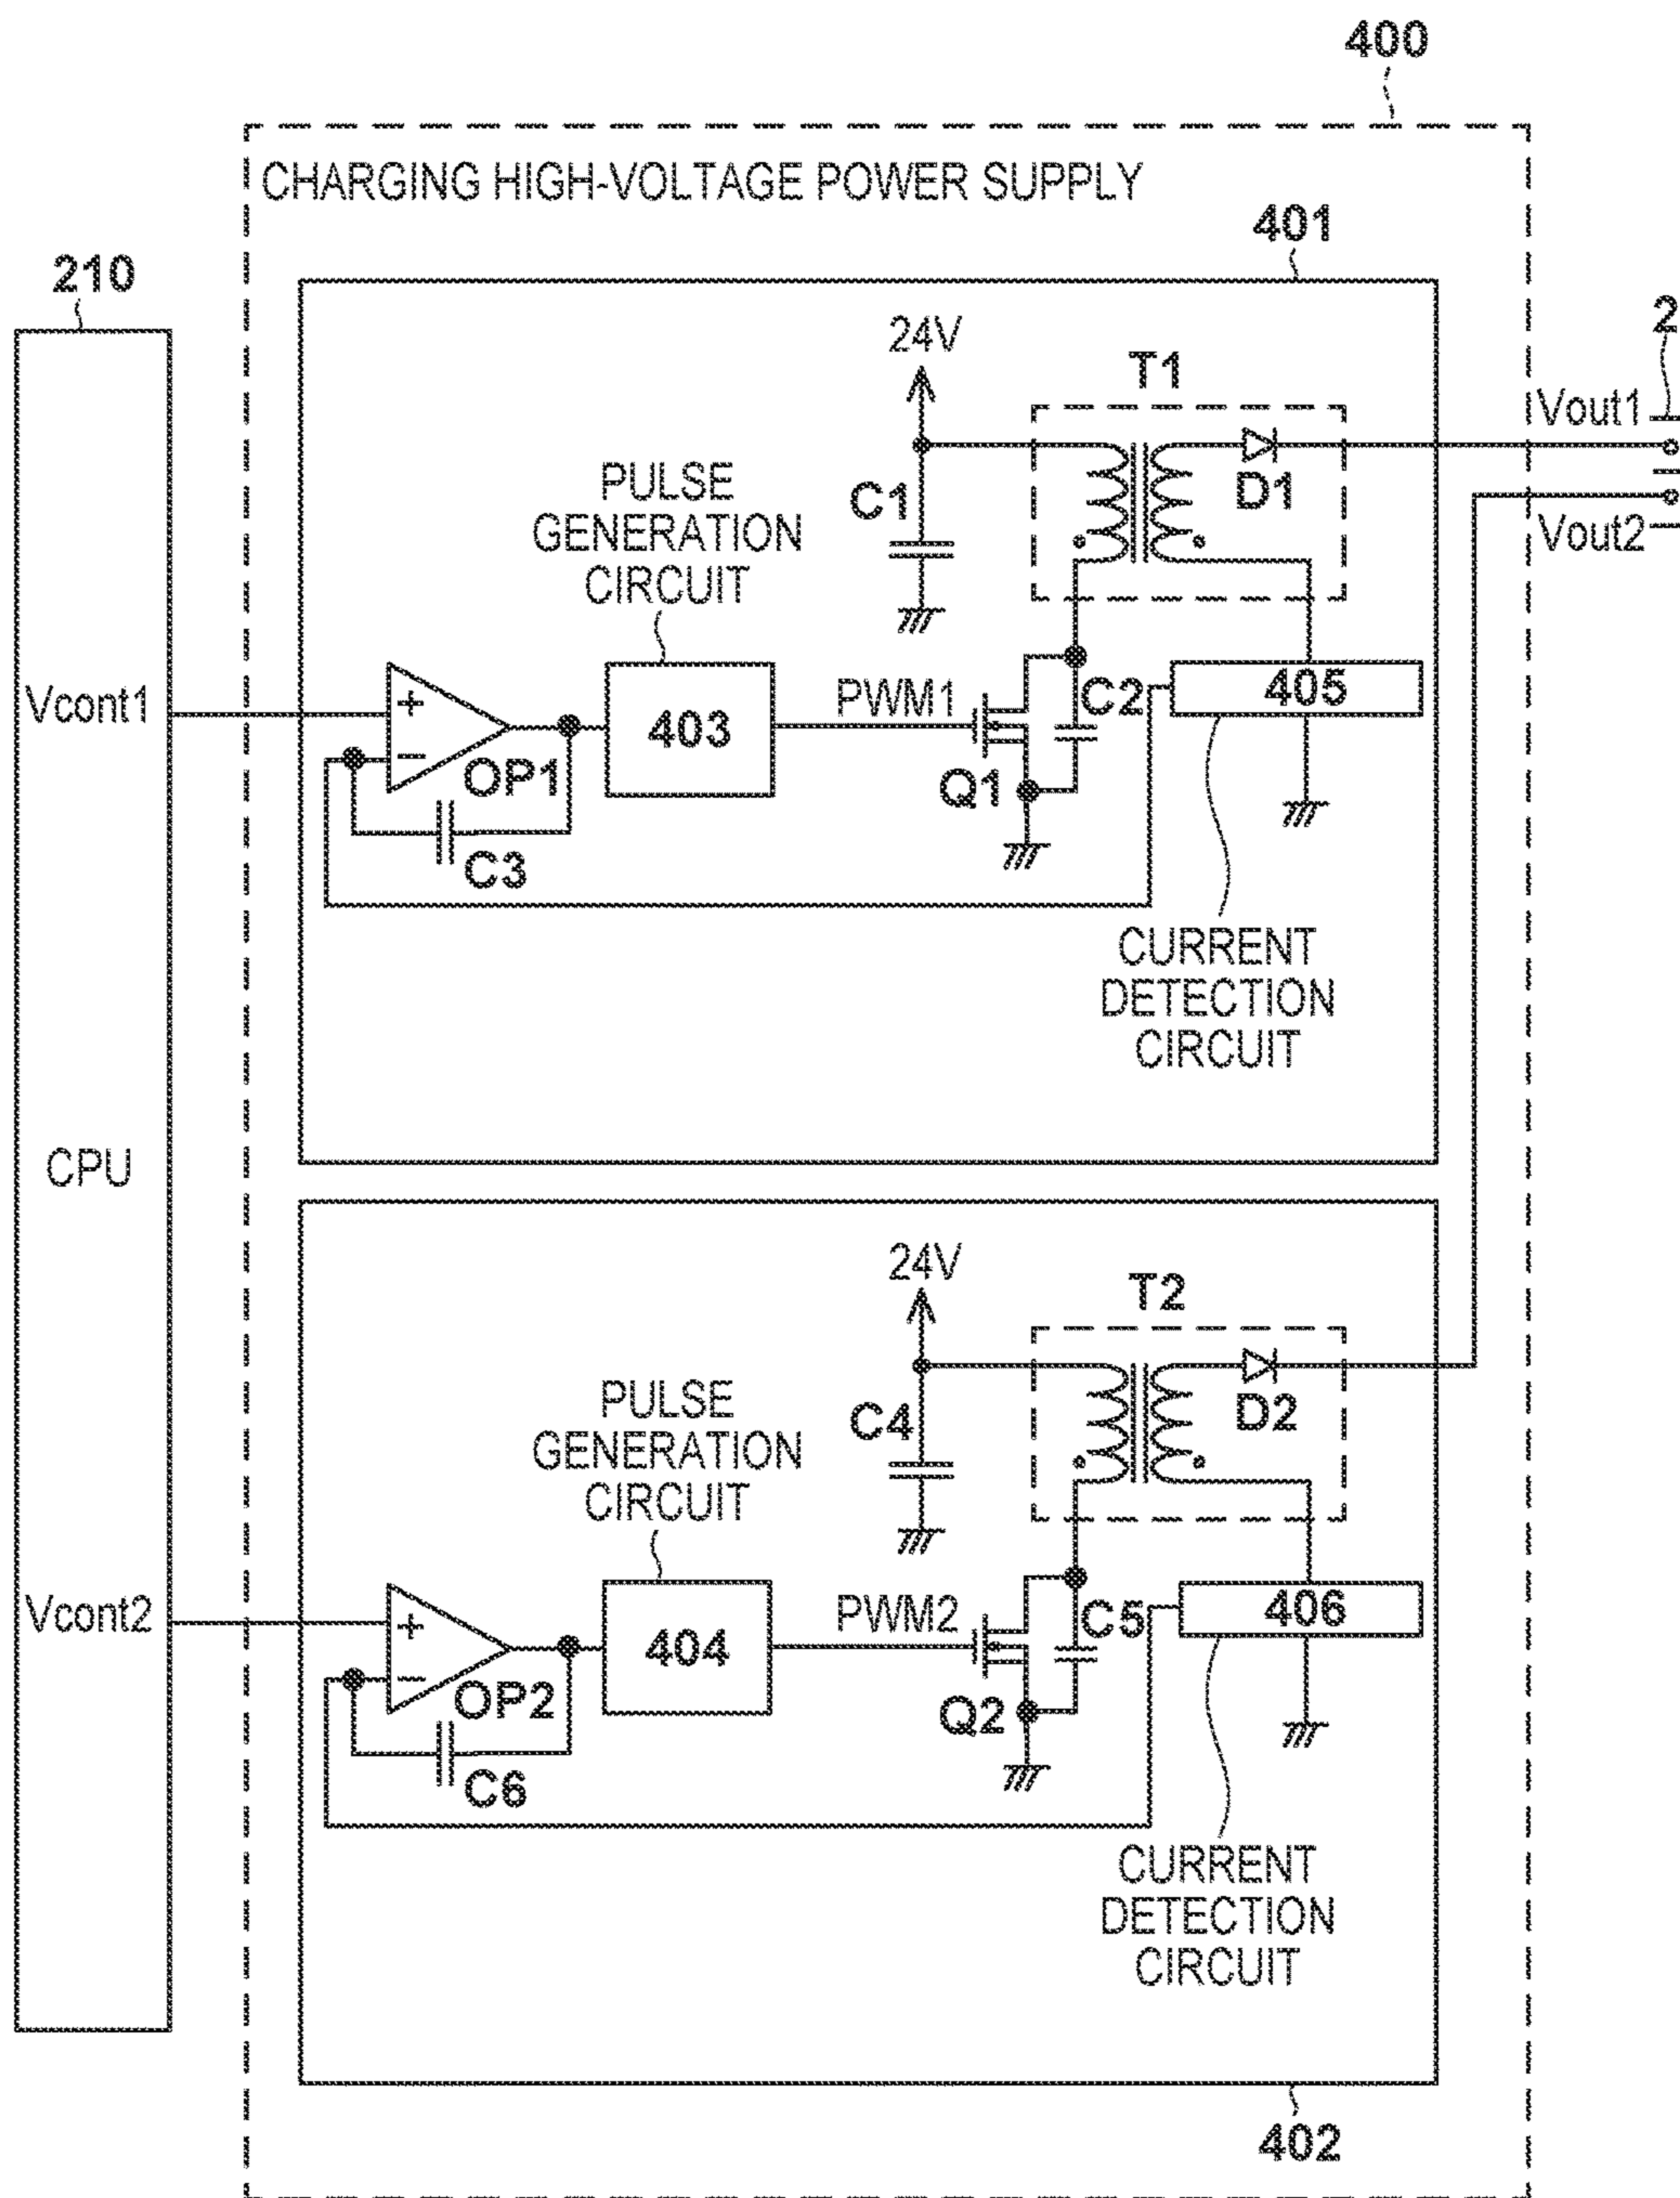 400
CHARGING HIGH-VOLTAGE POWER SUPPLY
401
210
24V
T1
2
Vout1
D1
C1
PULSE
GENERATION
CIRCUIT
Vout2
Vcont1
+
−
OP1
403
PWM1
C2
405
Q1
C3
CURRENT
DETECTION
CIRCUIT
CPU
24V
T2
D2
C4
PULSE
GENERATION
CIRCUIT
Vcont2
+
−
OP2
404
PWM2
C5
406
Q2
C6
CURRENT
DETECTION
CIRCUIT
402